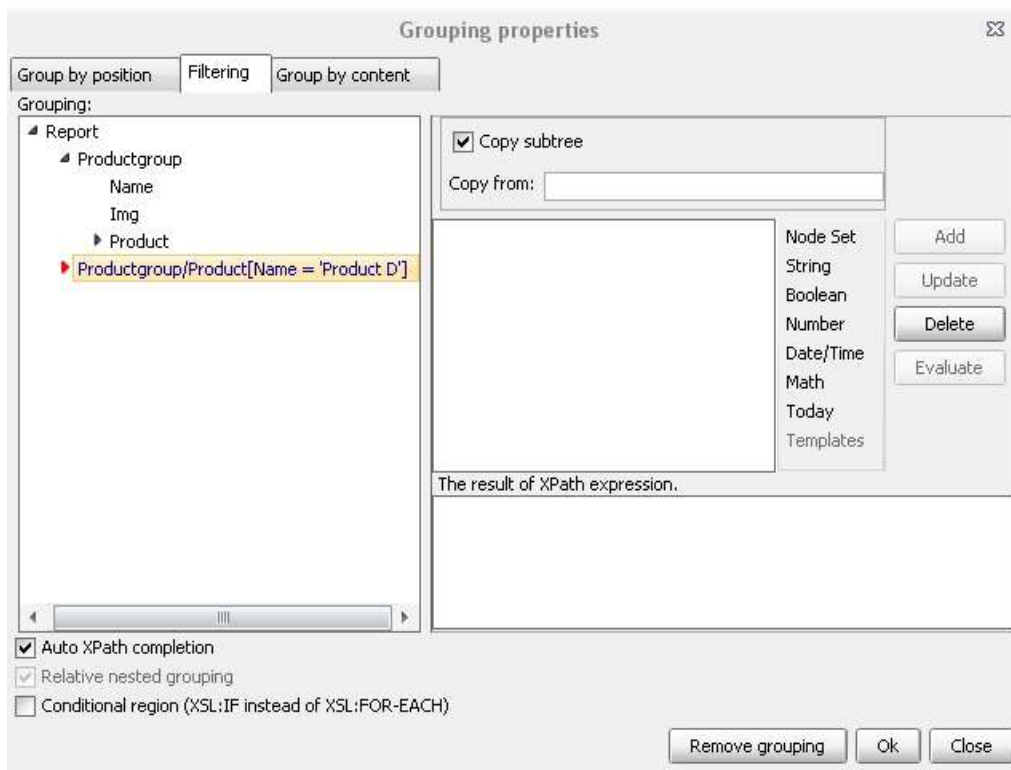 Grouping properties
Group by position Filtering Group by content
Grouping:
Report
Productgroup
Name
Img
Product
Productgroup/Product[Name = 'Product D']
Copy subtree
Copy from:
Node Set
String
Boolean
Number
Date/Time
Math
Today
Templates
Add
Update
Delete
Evaluate
The result of XPath expression.
Auto XPath completion
Relative nested grouping
Conditional region (XSL:IF instead of XSL:FOR-EACH)
Remove grouping Ok Close